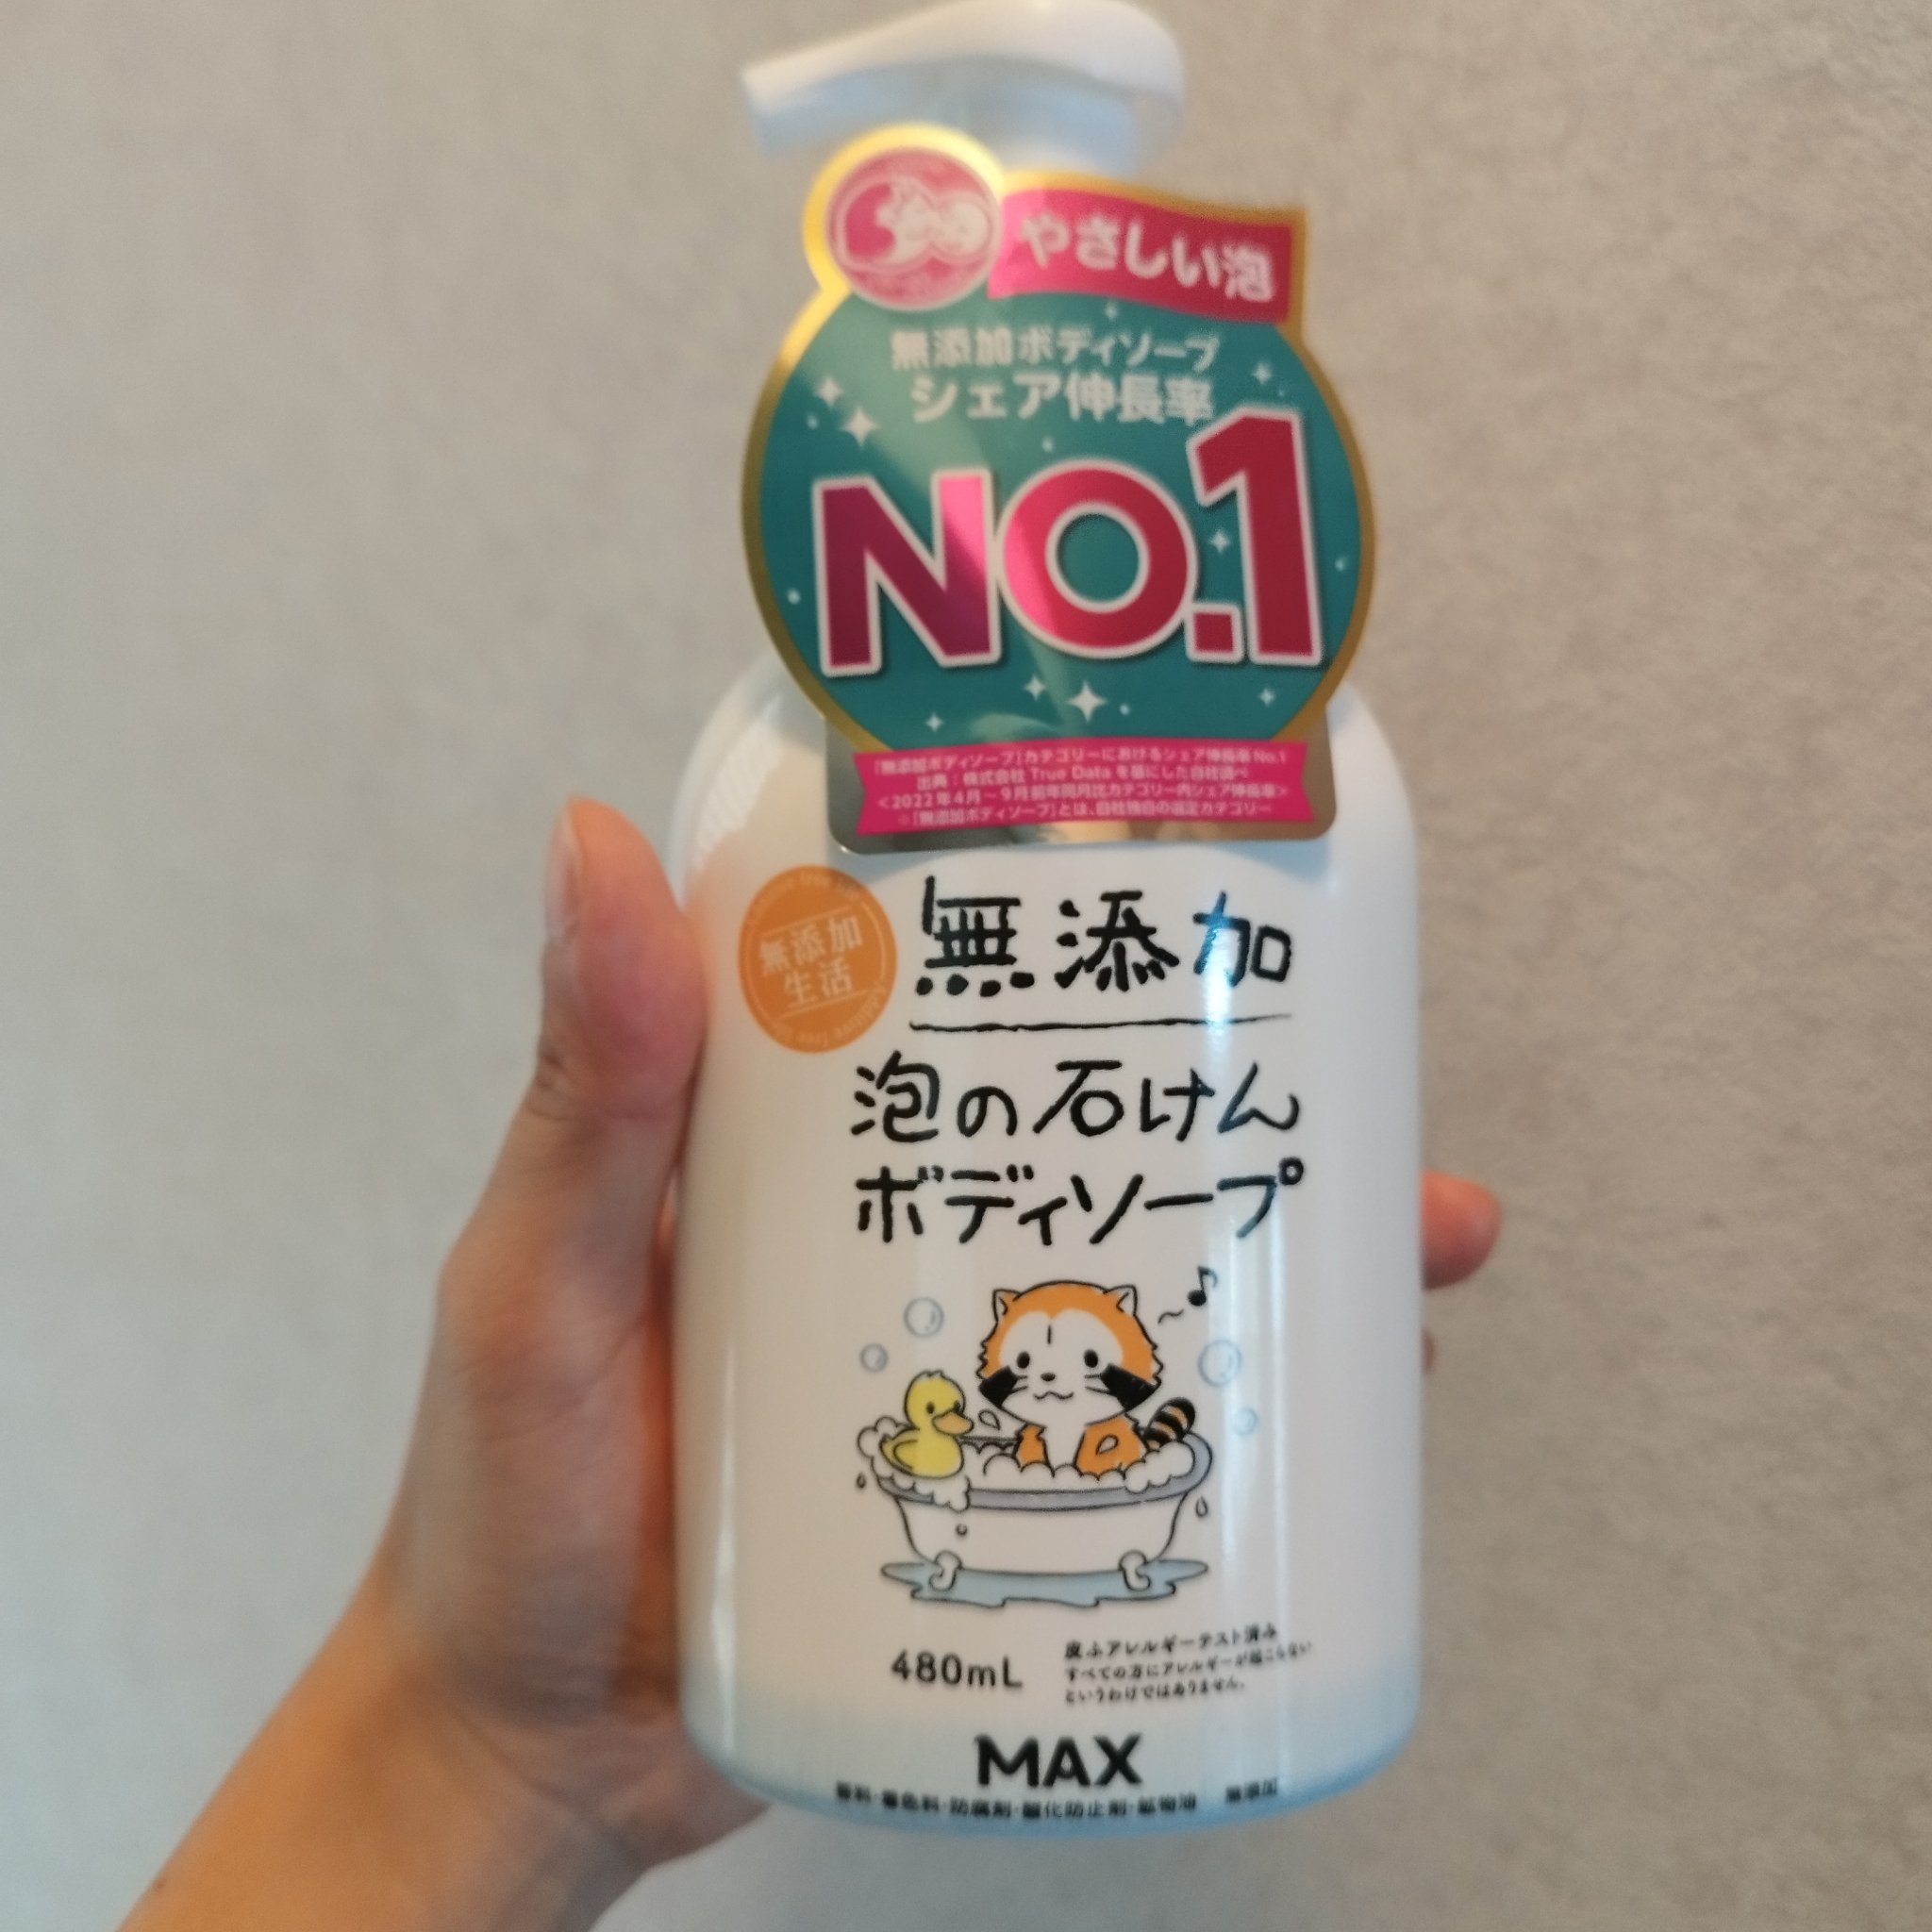 やさしい泡
無添加ボディソープ
シェア伸長率
NO.1
「無添加ボディソープ」カテゴリーにおけるシェア伸長率No.1
出典：株式会社 True Data を基にした自社調べ
<2022年4月～9月前年同月比カテゴリー内シェア伸長率>
※「無添加ボディソープ」とは、自社独自の選定カテゴリー
無添加
生活
Additive free life
無添加
泡の石けん
ボディソープ
480mL
皮ふアレルギーテスト済み
すべての方にアレルギーが起こらない
というわけではありません。
MAX
香料・着色料・防腐剤・酸化防止剤・鉱物油 無添加